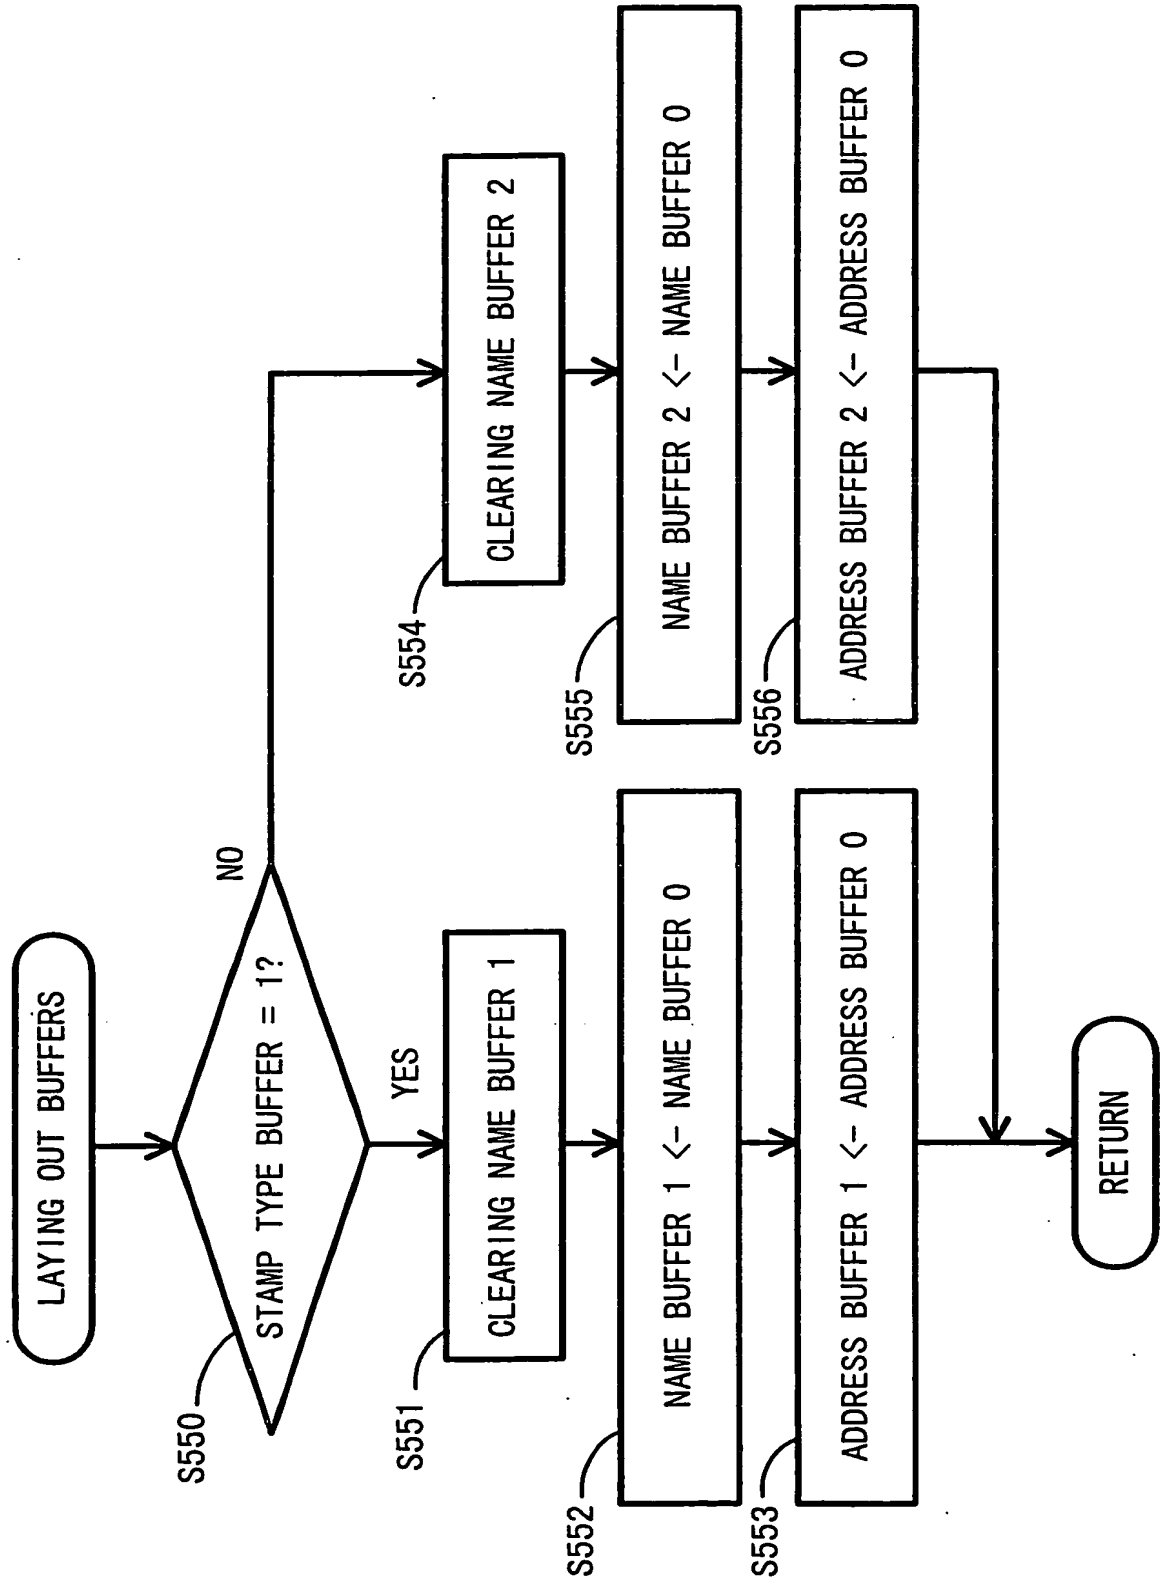 LAYING OUT BUFFERS
S550
STAMP TYPE BUFFER = 1?
NO
YES
S551
CLEARING NAME BUFFER 1
S552
NAME BUFFER 1 <- NAME BUFFER 0
S553
ADDRESS BUFFER 1 <- ADDRESS BUFFER 0
S554
CLEARING NAME BUFFER 2
S555
NAME BUFFER 2 <- NAME BUFFER 0
S556
ADDRESS BUFFER 2 <- ADDRESS BUFFER 0
RETURN